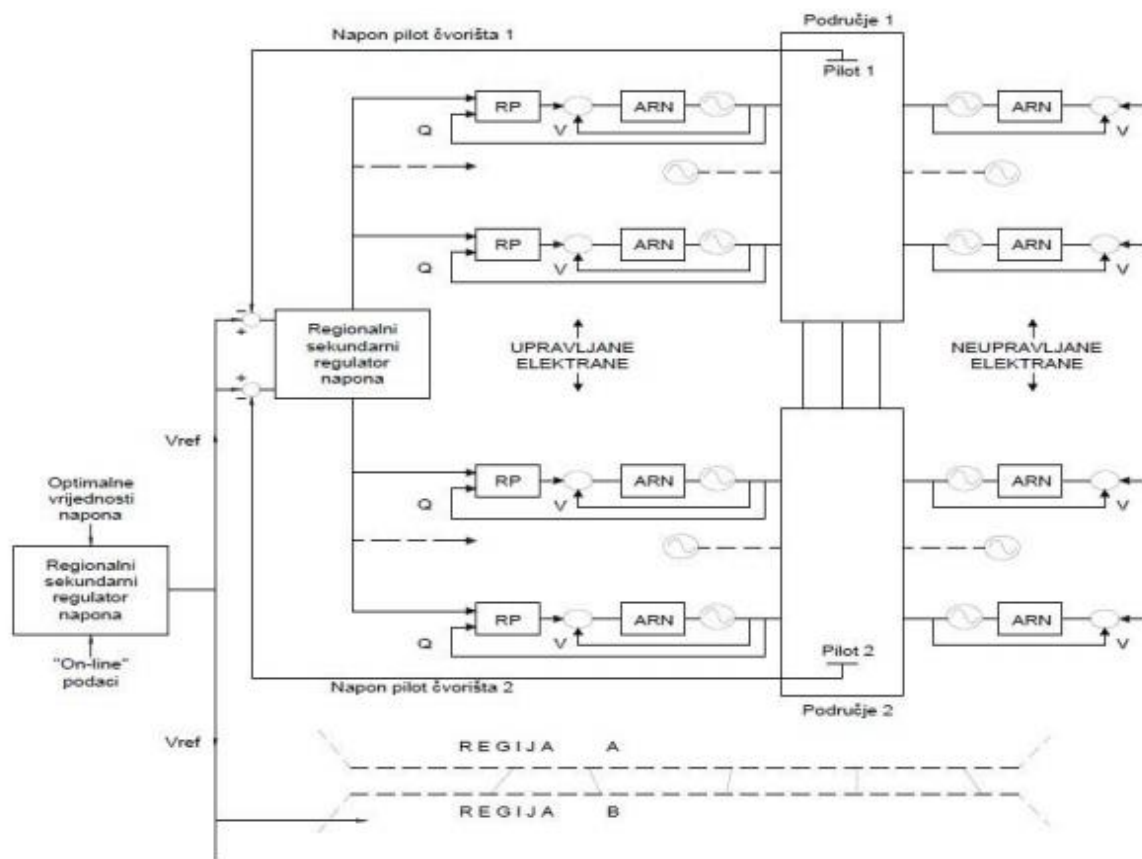 Područje 1
Napon pilot čvorišta 1
Pilot 1
RP
ARN
ARN
Q
V
V
RP
ARN
ARN
Q
V
V
Regionalni
sekundarni
regulator
napona
UPRAVLJANE
ELEKTRANE
NEUPRAVLJANE
ELEKTRANE
Vref
RP
ARN
ARN
Q
V
V
Optimalne
vrijednosti
napona
Regionalni
sekundarni
regulator
napona
"On-line"
podaci
RP
ARN
ARN
Q
V
V
Pilot 2
Napon pilot čvorišta 2
Područje 2
Vref
REGIJA A
REGIJA B